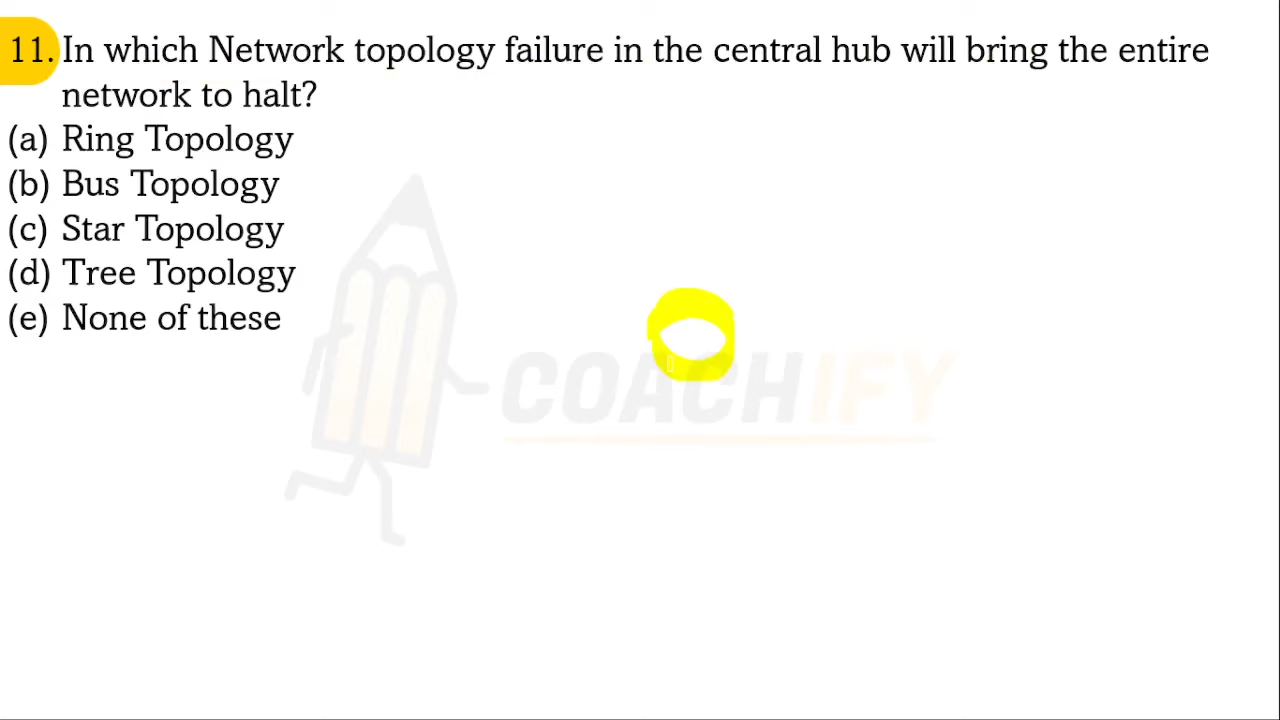 11. In which Network topology failure in the central hub will bring the entire
network to halt?
(a) Ring Topology
(b) Bus Topology
(c) Star Topology
(d) Tree Topology
(e) None of these
COACHIFY